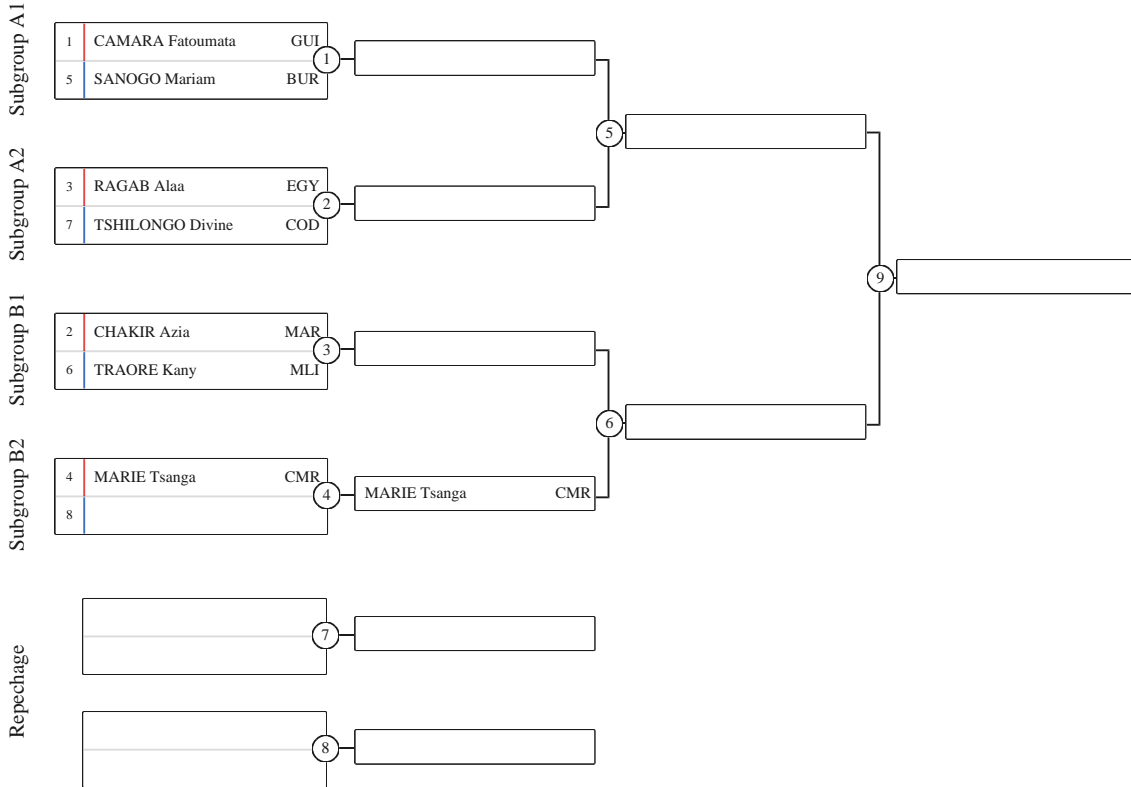 Subgroup A1
1 CAMARA Fatoumata GUI
5 SANOGO Mariam BUR
1
Subgroup A2
3 RAGAB Alaa EGY
7 TSHILONGO Divine COD
2
5
Subgroup B1
2 CHAKIR Azia MAR
6 TRAORE Kany MLI
3
9
Subgroup B2
4 MARIE Tsanga CMR
8
4
MARIE Tsanga CMR
6
Repechage
7
8